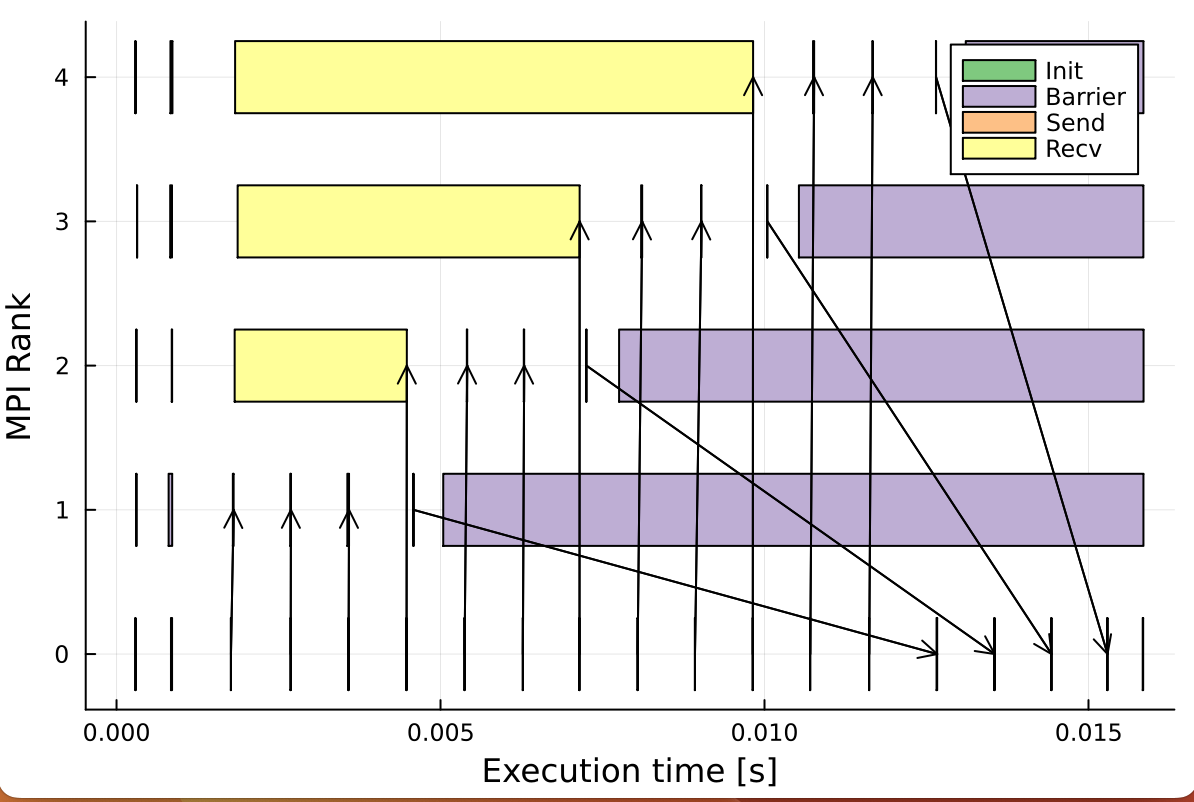 4
3
2
1
0
MPI Rank
Init
Barrier
Send
Recv
0.000
0.005
0.010
0.015
Execution time [s]